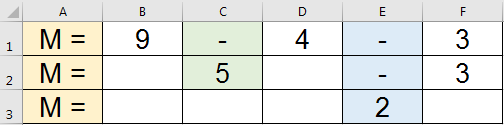 A B C D E F
1 M = 9 - 4 - 3
2 M = 5 - 3
3 M = 2